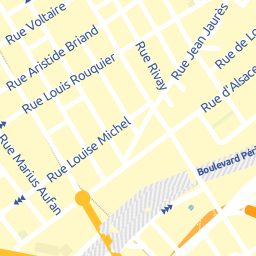 Rue Voltaire
Rue Aristide Briand
Rue Louis Rouquier
Rue Rivay
Rue Jean Jaurès
Rue de Lo
Rue d'Alsace
Rue Louise Michel
Rue Marius Aufan
Boulevard Péri